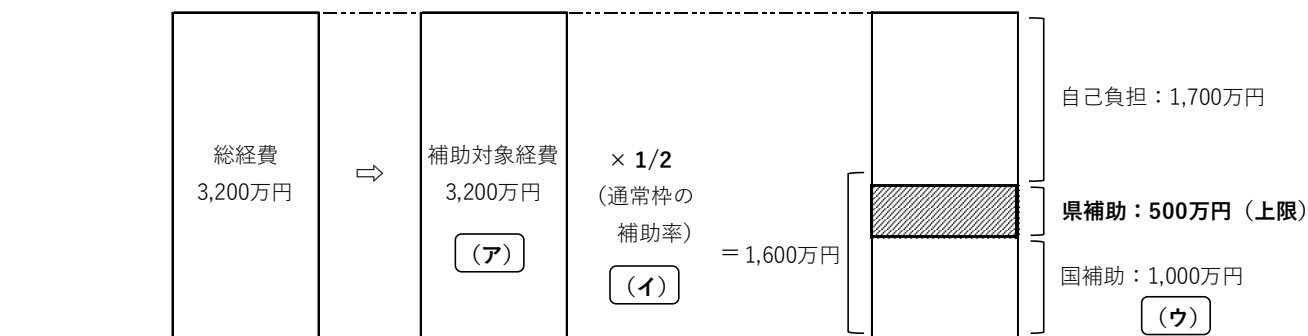 総経費
3,200万円
⇨
補助対象経費
3,200万円
（ア）
× 1/2
（通常枠の
補助率）
（イ）
＝1,600万円
自己負担：1,700万円
県補助：500万円（上限）
国補助：1,000万円
（ウ）